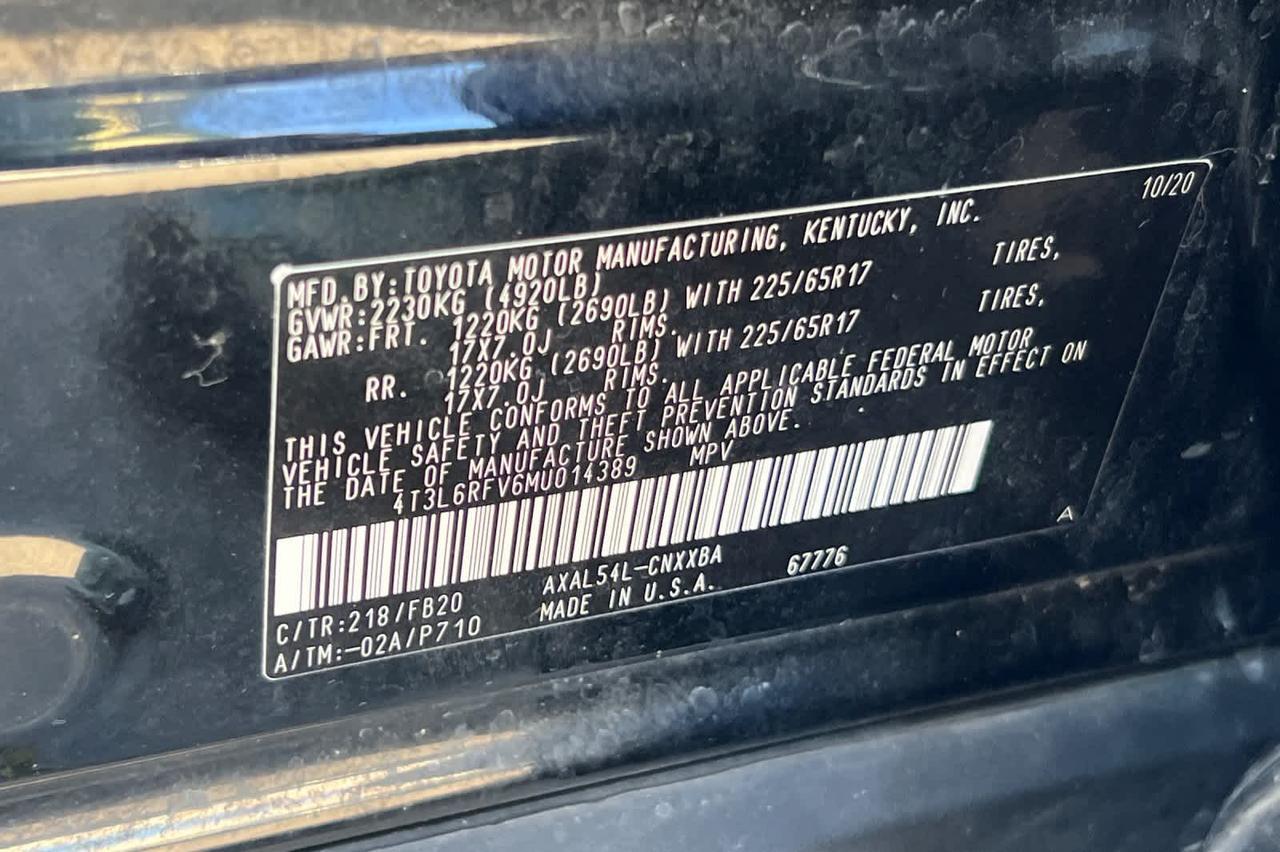 10/20
MFD.BY:TOYOTA MOTOR MANUFACTURING, KENTUCKY, INC.
GVWR:2230KG (4920LB)
GAWR:FRT. 1220KG (2690LB) WITH 225/65R17 TIRES,
17X7.0J RIMS.
RR. 1220KG (2690LB) WITH 225/65R17 TIRES,
17X7.0J RIMS.
THIS VEHICLE CONFORMS TO ALL APPLICABLE FEDERAL MOTOR
VEHICLE SAFETY AND THEFT PREVENTION STANDARDS IN EFFECT ON
THE DATE OF MANUFACTURE SHOWN ABOVE.
4T3L6RFV6MU014389 MPV
A
C/TR:218/FB20 AXAL54L-CNXXBA 67776
A/TM:-02A/P710 MADE IN U.S.A.